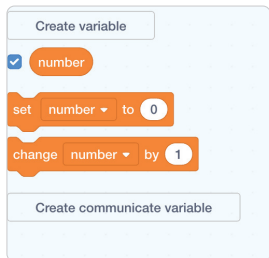 Create variable
number
set number to 0
change number by 1
Create communicate variable